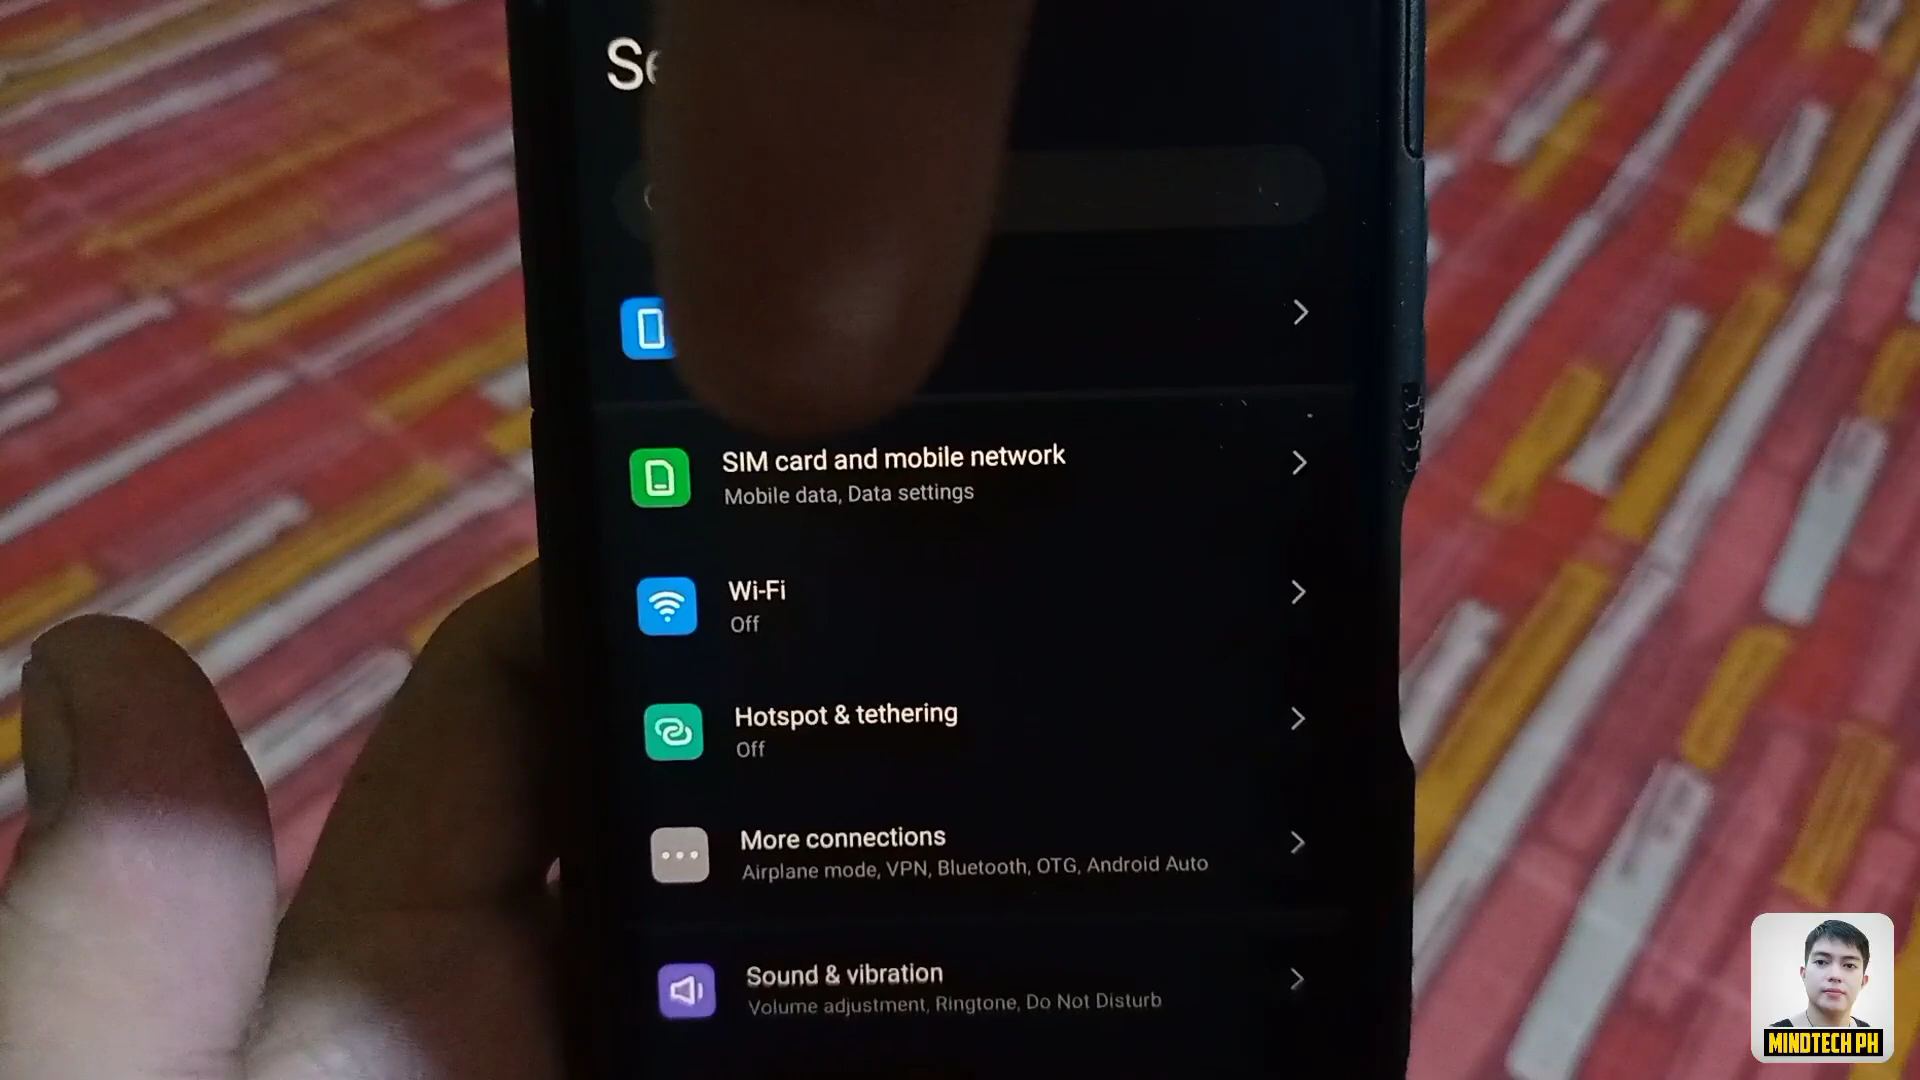 SIM card and mobile network
Mobile data, Data settings
Wi-Fi
Off
Hotspot & tethering
Off
More connections
Airplane mode, VPN, Bluetooth, OTG, Android Auto
Sound & vibration
Volume adjustment, Ringtone, Do Not Disturb
MINDTECH PH